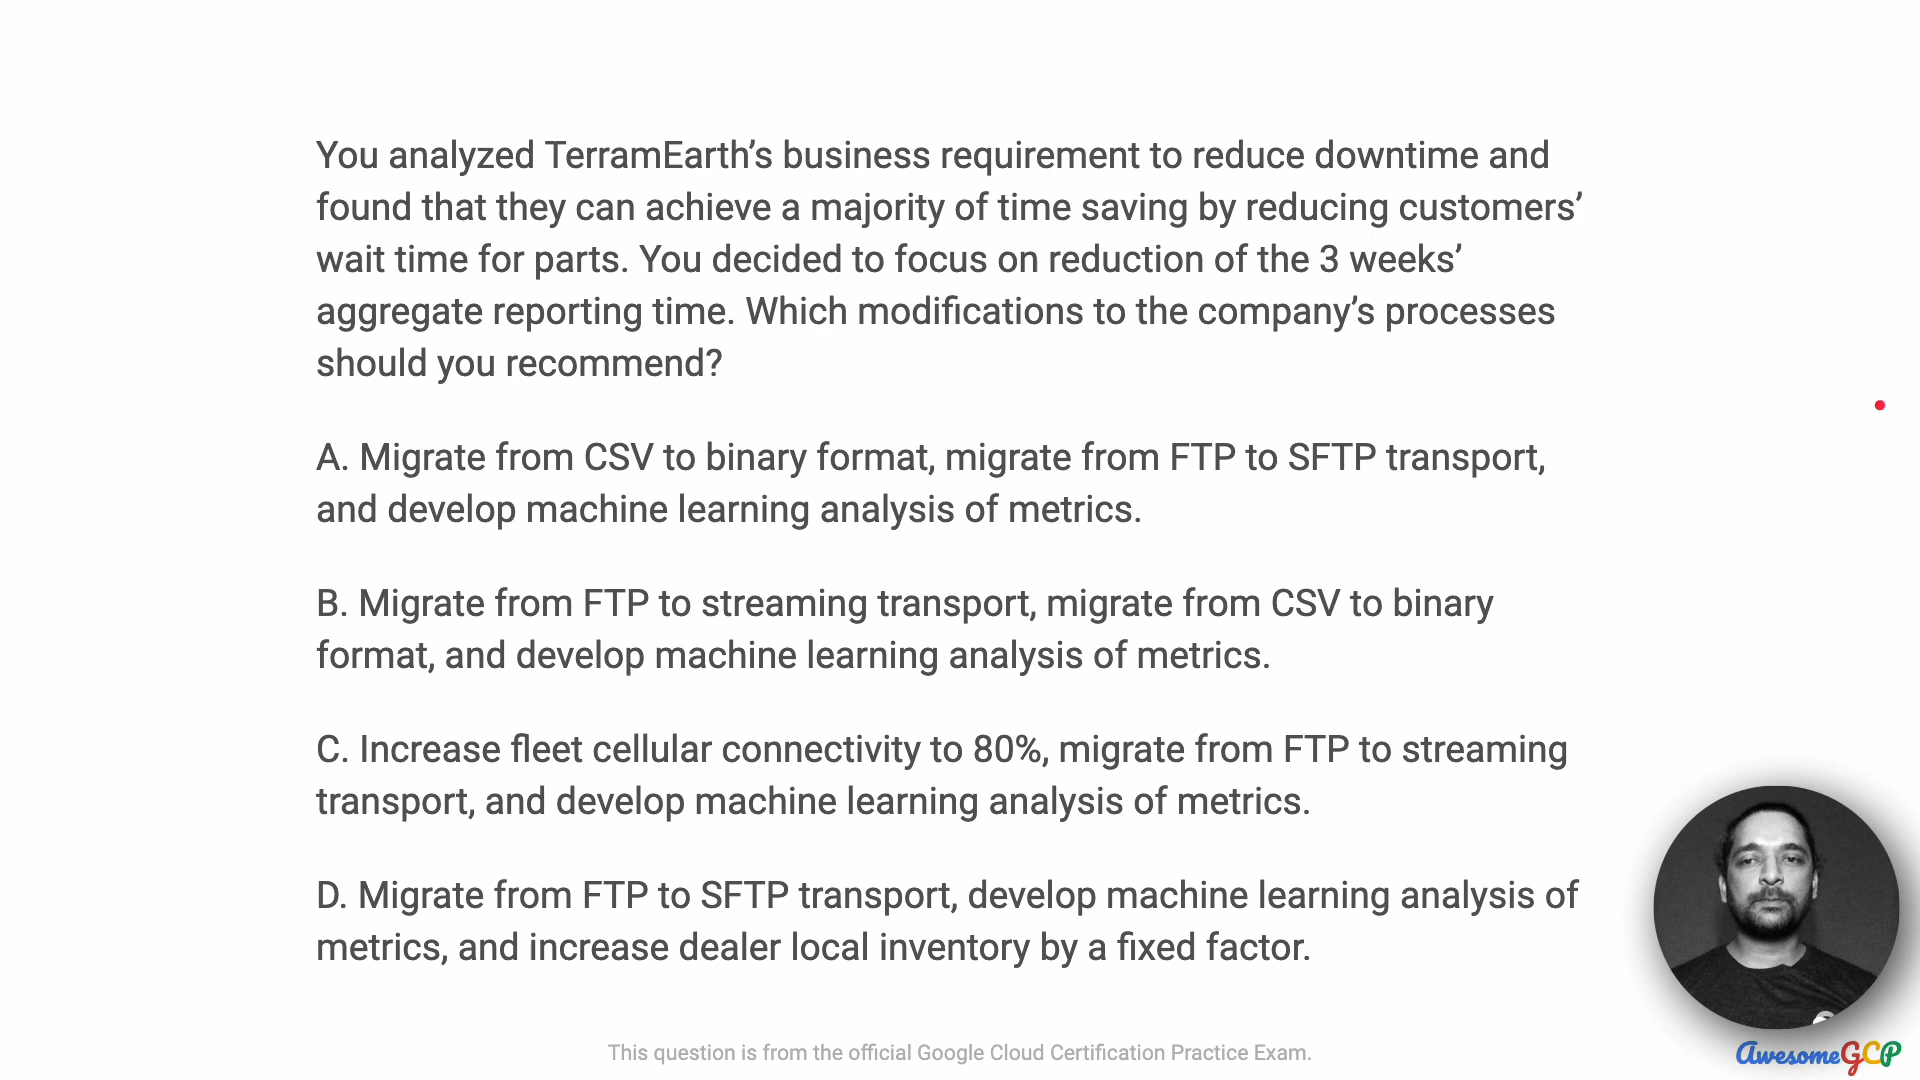 You analyzed TerramEarth’s business requirement to reduce downtime and
found that they can achieve a majority of time saving by reducing customers’
wait time for parts. You decided to focus on reduction of the 3 weeks’
aggregate reporting time. Which modifications to the company’s processes
should you recommend?
A. Migrate from CSV to binary format, migrate from FTP to SFTP transport,
and develop machine learning analysis of metrics.
B. Migrate from FTP to streaming transport, migrate from CSV to binary
format, and develop machine learning analysis of metrics.
C. Increase fleet cellular connectivity to 80%, migrate from FTP to streaming
transport, and develop machine learning analysis of metrics.
D. Migrate from FTP to SFTP transport, develop machine learning analysis of
metrics, and increase dealer local inventory by a fixed factor.
This question is from the official Google Cloud Certification Practice Exam.
AwesomeGCP